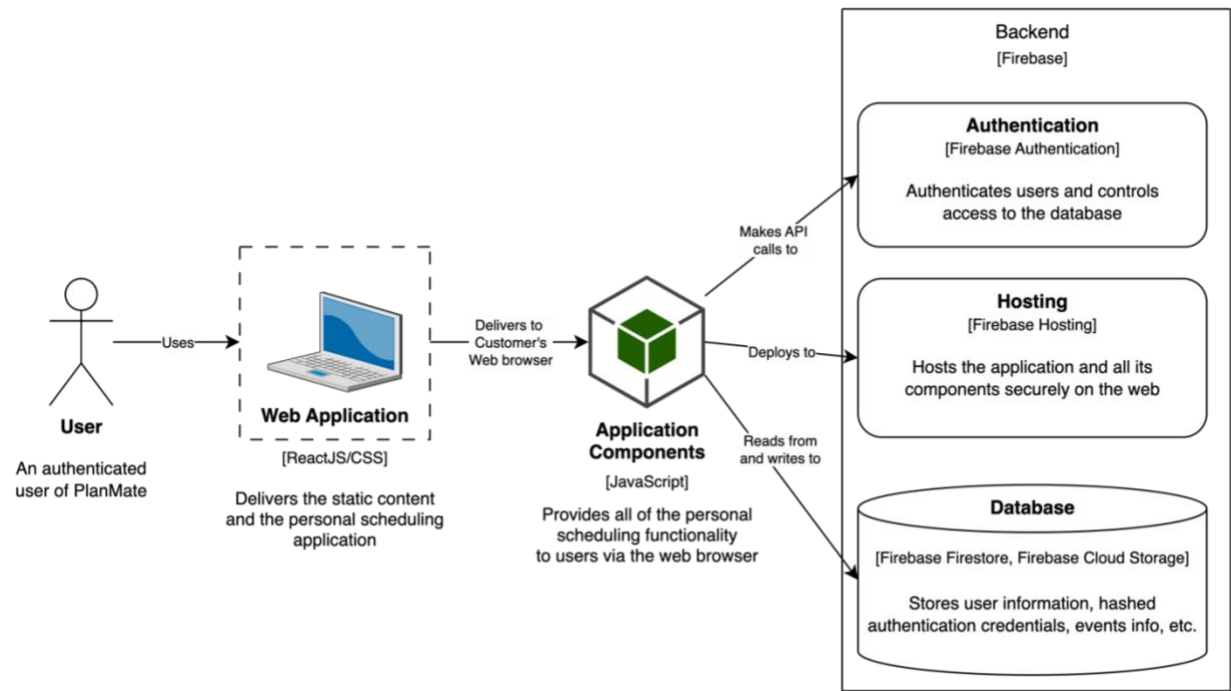 Backend
[Firebase]
Authentication
[Firebase Authentication]
Authenticates users and controls
access to the database
Makes API
calls to
Hosting
[Firebase Hosting]
Hosts the application and all its
components securely on the web
Uses
Delivers to
Customer's
Web browser
Deploys to
Web Application
[ReactJS/CSS]
Delivers the static content
and the personal scheduling
application
User
An authenticated
user of PlanMate
Application
Components
[JavaScript]
Provides all of the personal
scheduling functionality
to users via the web browser
Reads from
and writes to
Database
[Firebase Firestore, Firebase Cloud Storage]
Stores user information, hashed
authentication credentials, events info, etc.